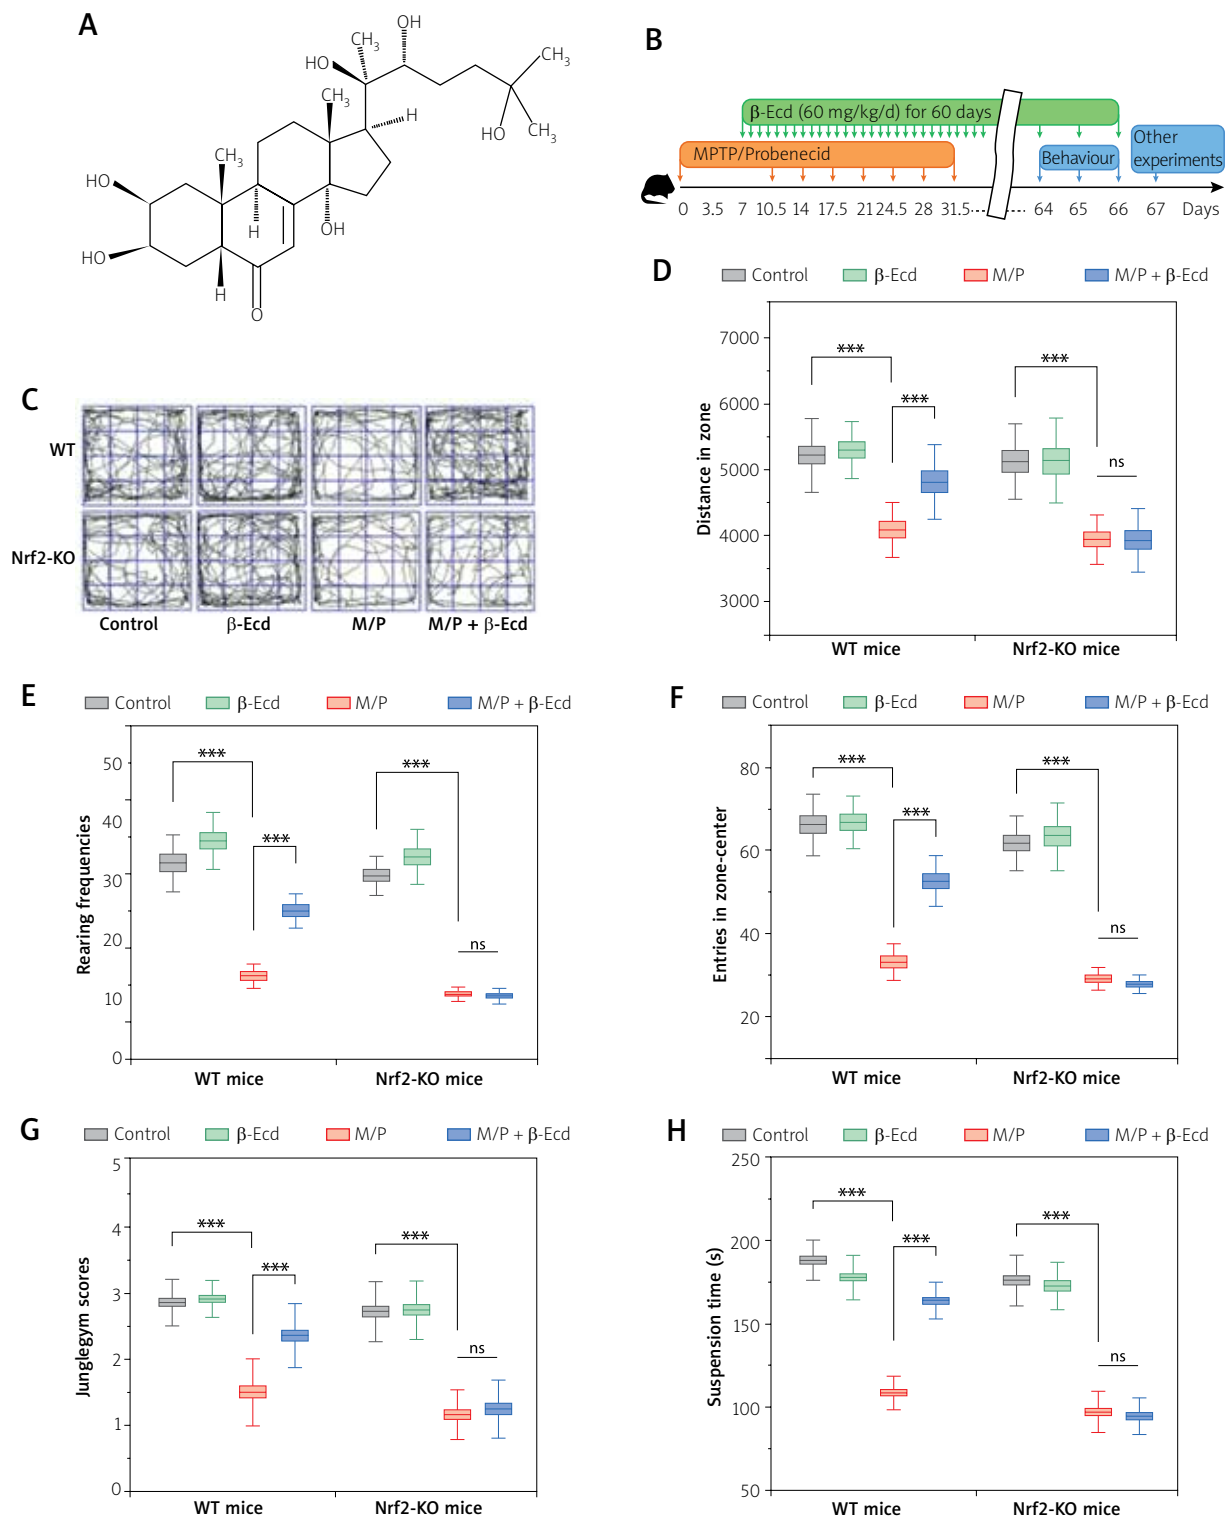 A
OH
CH3
HO
CH3
CH3
H
HO
CH3
CH3
HO
H
OH
HO
H
O
B
β-Ecd (60 mg/kg/d) for 60 days
MPTP/Probenecid
Behaviour
Other
experiments
0 3.5 7 10.5 14 17.5 21 24.5 28 31.5 64 65 66 67 Days
C
WT
Nrf2-KO
Control β-Ecd M/P M/P + β-Ecd
D
Control β-Ecd M/P M/P + β-Ecd
Distance in zone
7000
6000
5000
4000
3000
***
***
***
ns
WT mice Nrf2-KO mice
E
Control β-Ecd M/P M/P + β-Ecd
Rearing frequencies
50
40
30
20
10
0
***
***
***
ns
WT mice Nrf2-KO mice
F
Control β-Ecd M/P M/P + β-Ecd
Entries in zone-center
80
60
40
20
***
***
***
ns
WT mice Nrf2-KO mice
G
Control β-Ecd M/P M/P + β-Ecd
Junglegym scores
5
4
3
2
1
0
***
***
***
ns
WT mice Nrf2-KO mice
H
Control β-Ecd M/P M/P + β-Ecd
Suspension time (s)
250
200
150
100
50
***
***
***
ns
WT mice Nrf2-KO mice